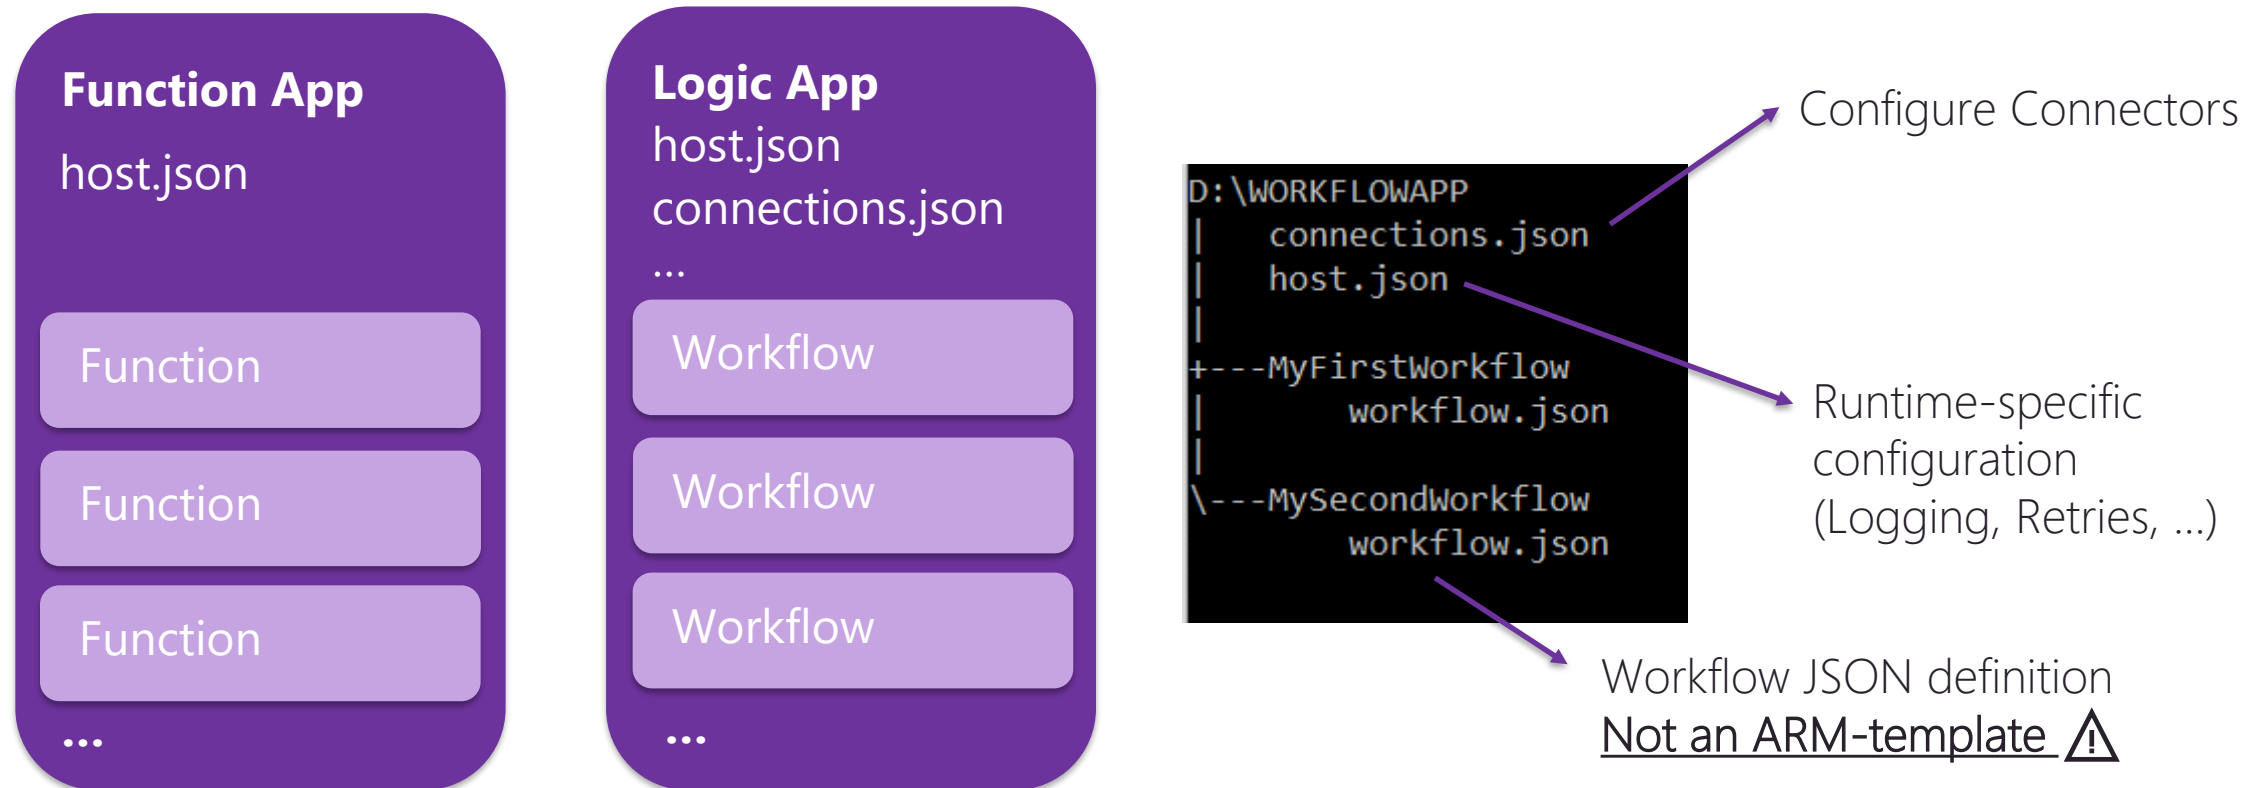 Function App
host.json
Function
Function
Function
...
Logic App
host.json
connections.json
...
Workflow
Workflow
Workflow
...
D:\WORKFLOWAPP
|   connections.json
|   host.json
|
+---MyFirstWorkflow
|       workflow.json
|
\---MySecondWorkflow
        workflow.json
Configure Connectors
Runtime-specific
configuration
(Logging, Retries, ...)
Workflow JSON definition
Not an ARM-template ⚠